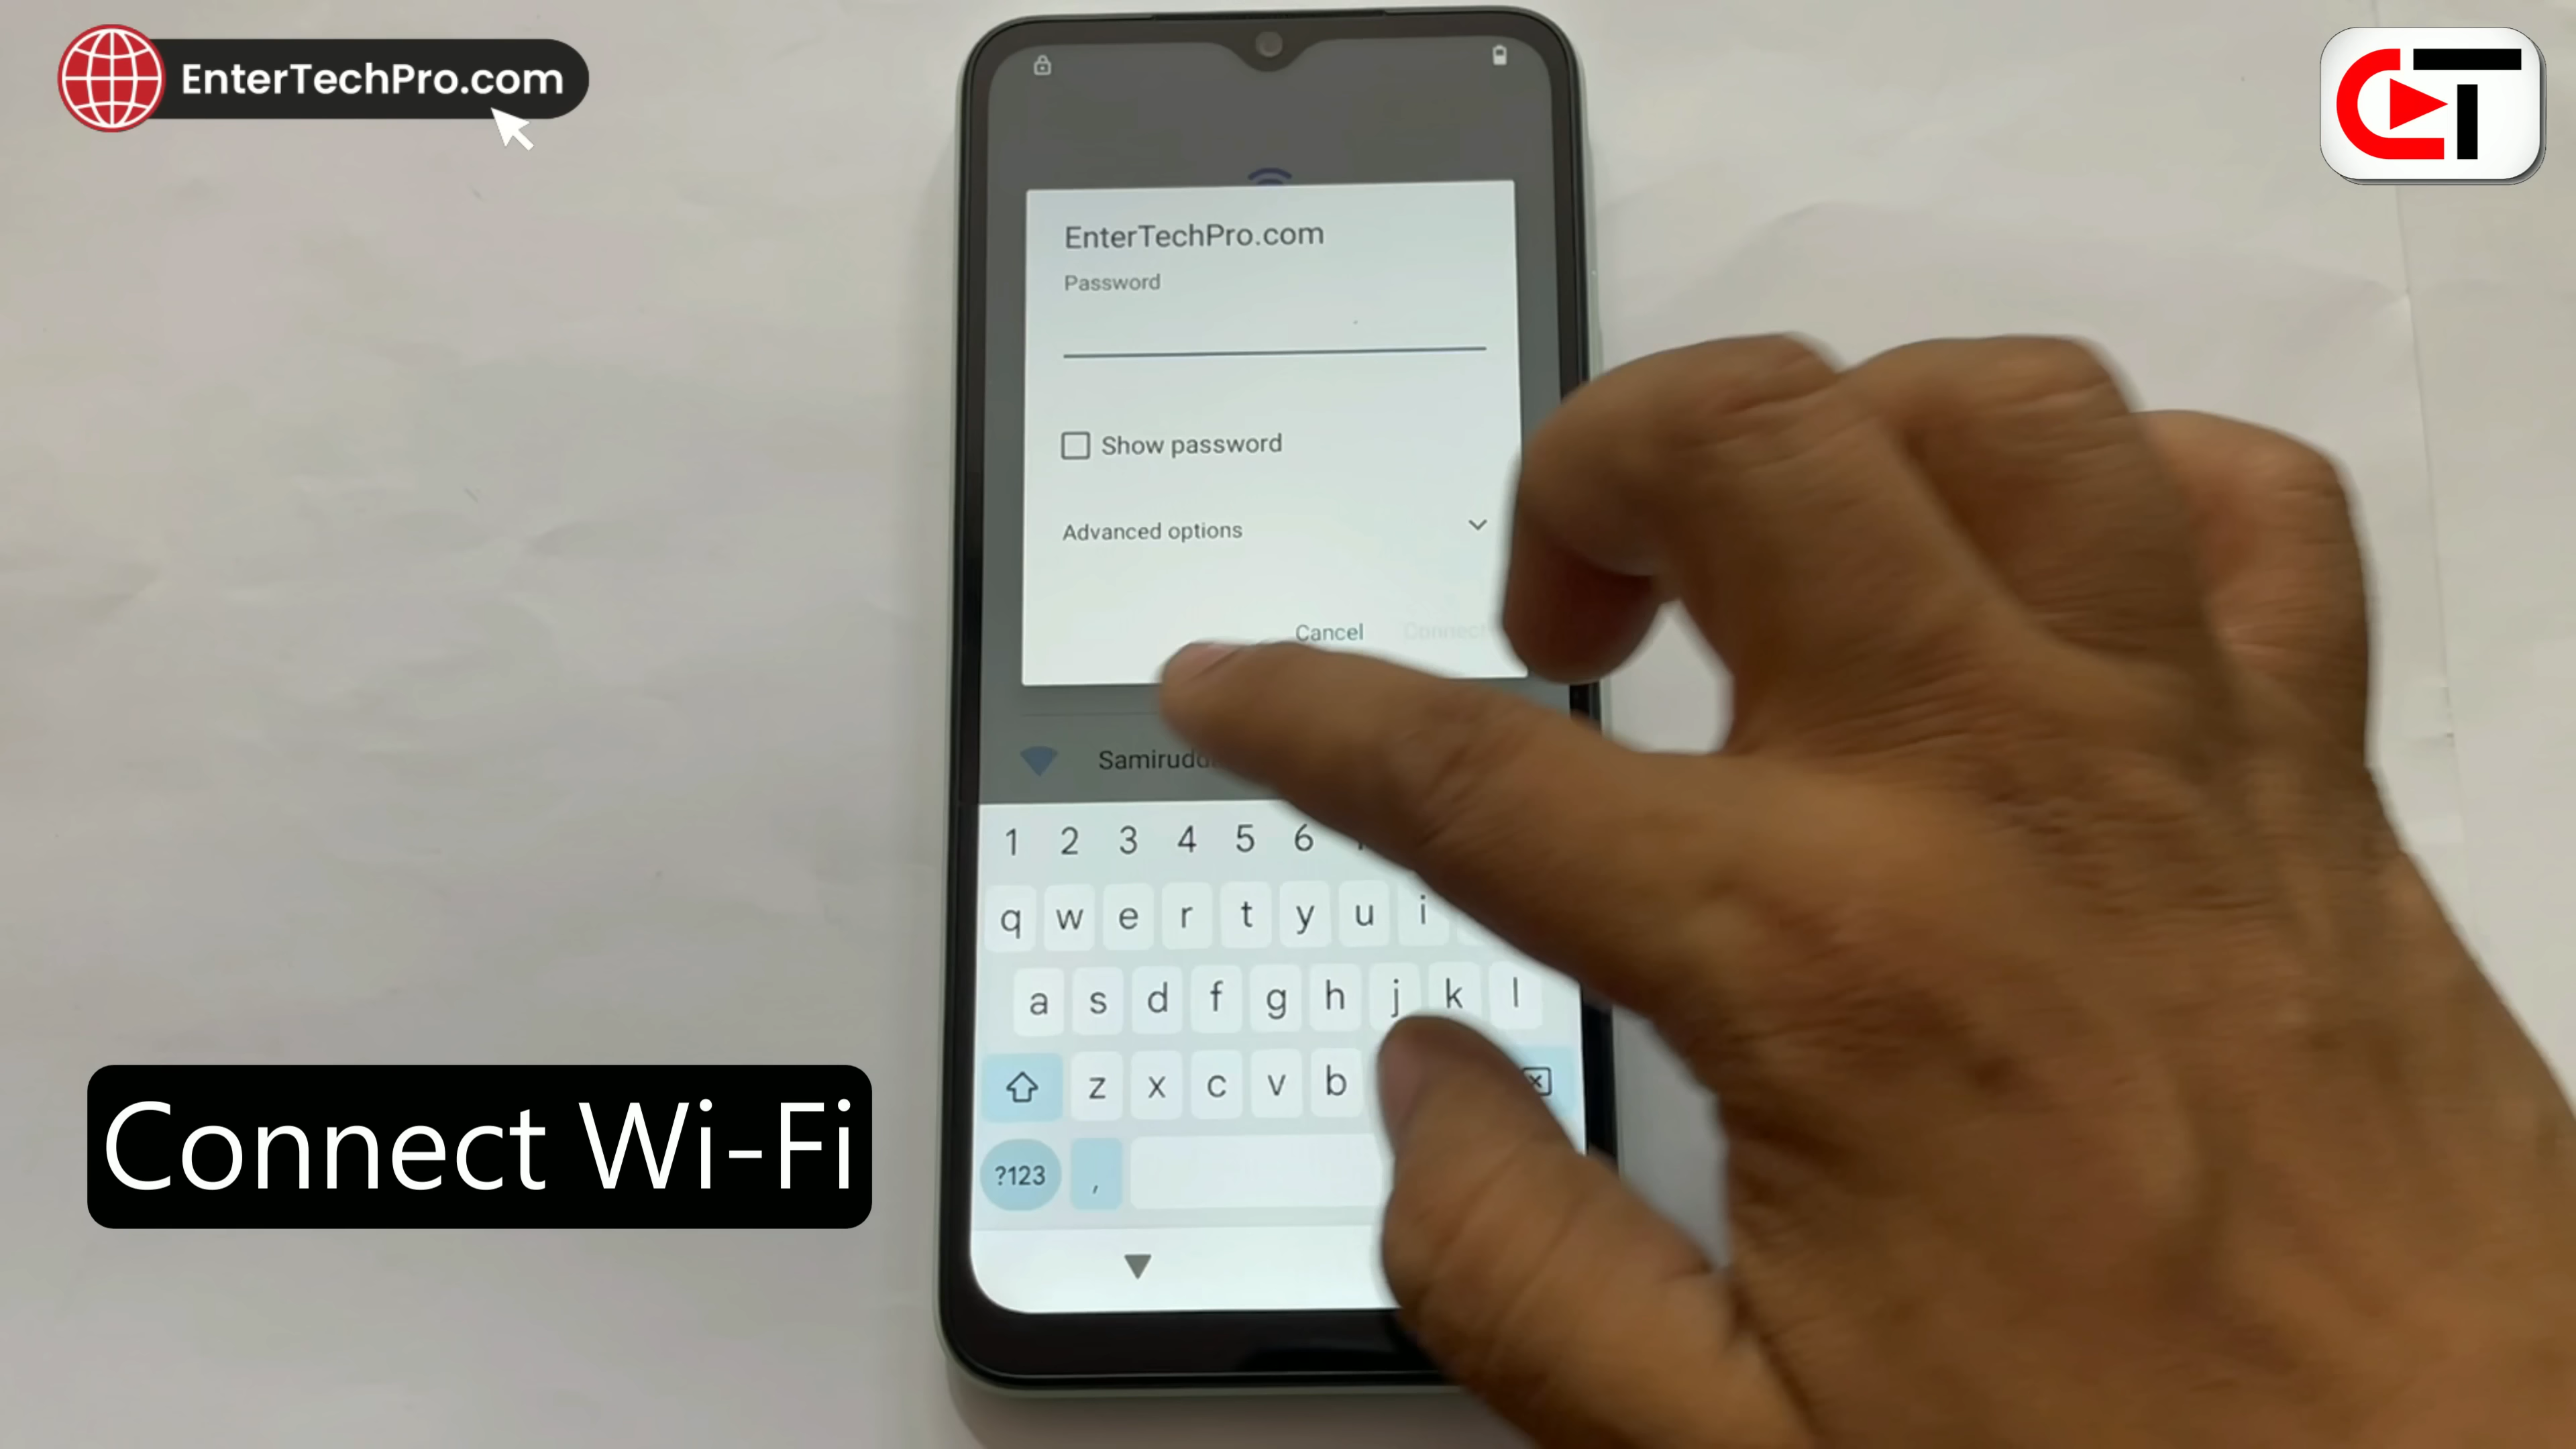 EnterTechPro.com
EnterTechPro.com
Password
Show password
Advanced options
Cancel Connect
1 2 3 4 5 6
q w e r t y u i
a s d f g h j k l
z x c v b
?123 ,
Connect Wi-Fi